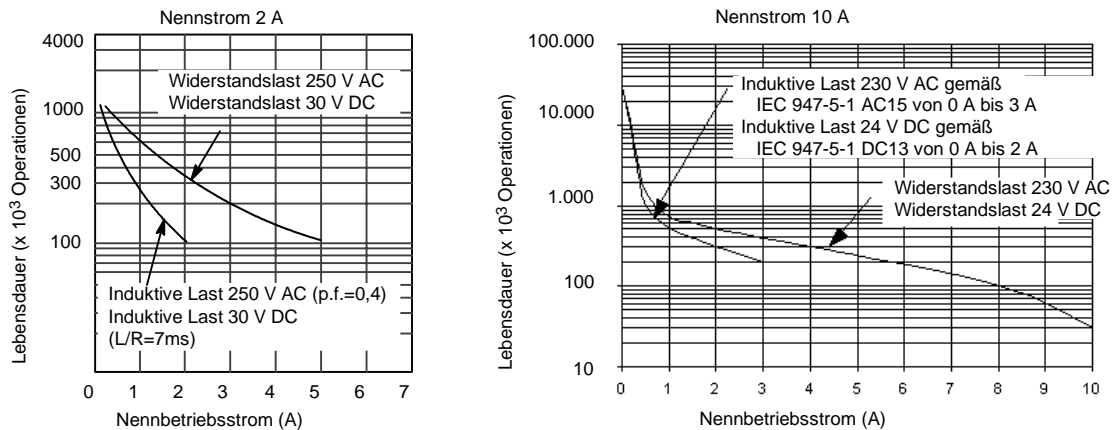 Nennstrom 2 A
Lebensdauer (x 10³ Operationen)
4000
1000
500
300
100
Widerstandslast 250 V AC
Widerstandslast 30 V DC
Induktive Last 250 V AC (p.f.=0,4)
Induktive Last 30 V DC
(L/R=7ms)
0 1 2 3 4 5 6 7
Nennbetriebsstrom (A)
Nennstrom 10 A
Lebensdauer (x 10³ Operationen)
100.000
10.000
1.000
100
10
Induktive Last 230 V AC gemäß
IEC 947-5-1 AC15 von 0 A bis 3 A
Induktive Last 24 V DC gemäß
IEC 947-5-1 DC13 von 0 A bis 2 A
Widerstandslast 230 V AC
Widerstandslast 24 V DC
0 1 2 3 4 5 6 7 8 9 10
Nennbetriebsstrom (A)